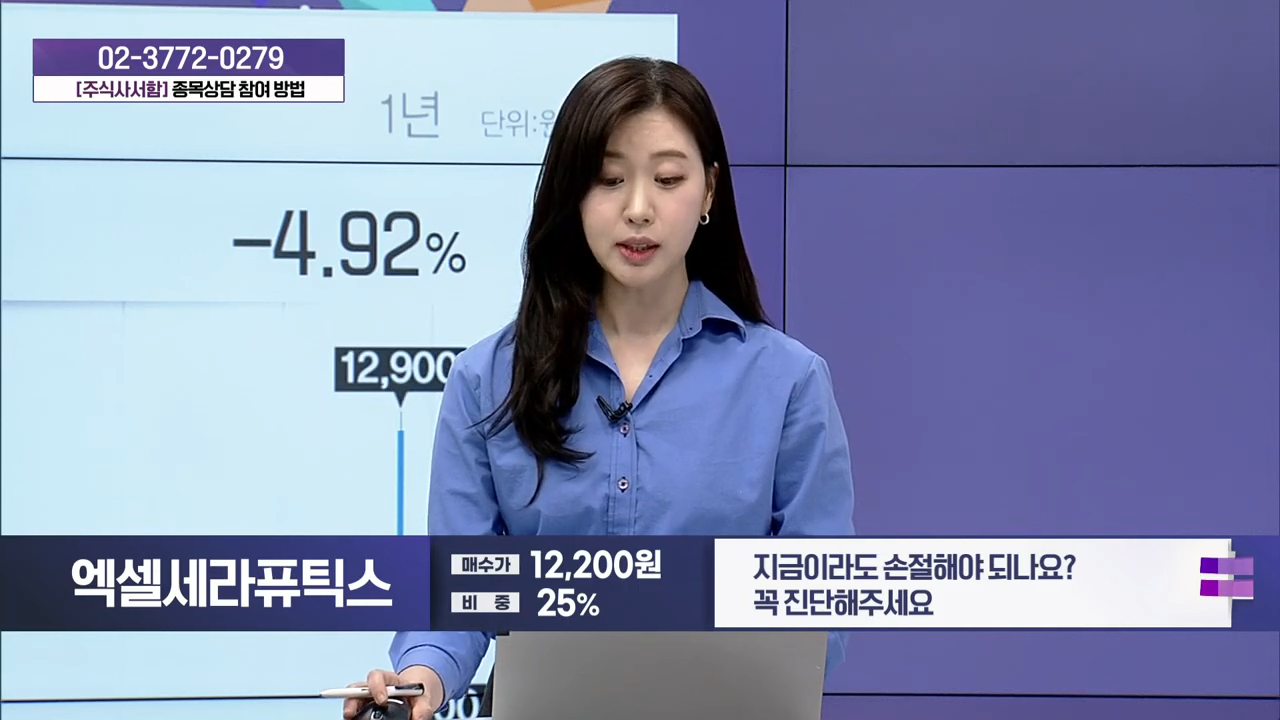 02-3772-0279
[주식사서함] 종목상담 참여 방법
1년
단위:원
-4.92%
12,900
엑셀세라퓨틱스
매수가 12,200원
비 중 25%
지금이라도 손절해야 되나요?
꼭 진단해주세요